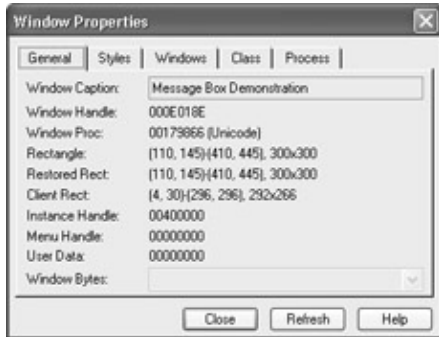 Window Properties
General Styles Windows Class Process
Window Caption: Message Box Demonstration
Window Handle: 000E018E
Window Proc: 00179866 (Unicode)
Rectangle: (110, 145)-(410, 445), 300x300
Restored Rect: (110, 145)-(410, 445), 300x300
Client Rect: (4, 30)-(296, 296), 292x266
Instance Handle: 00400000
Menu Handle: 00000000
User Data: 00000000
Window Bytes:
Close Refresh Help